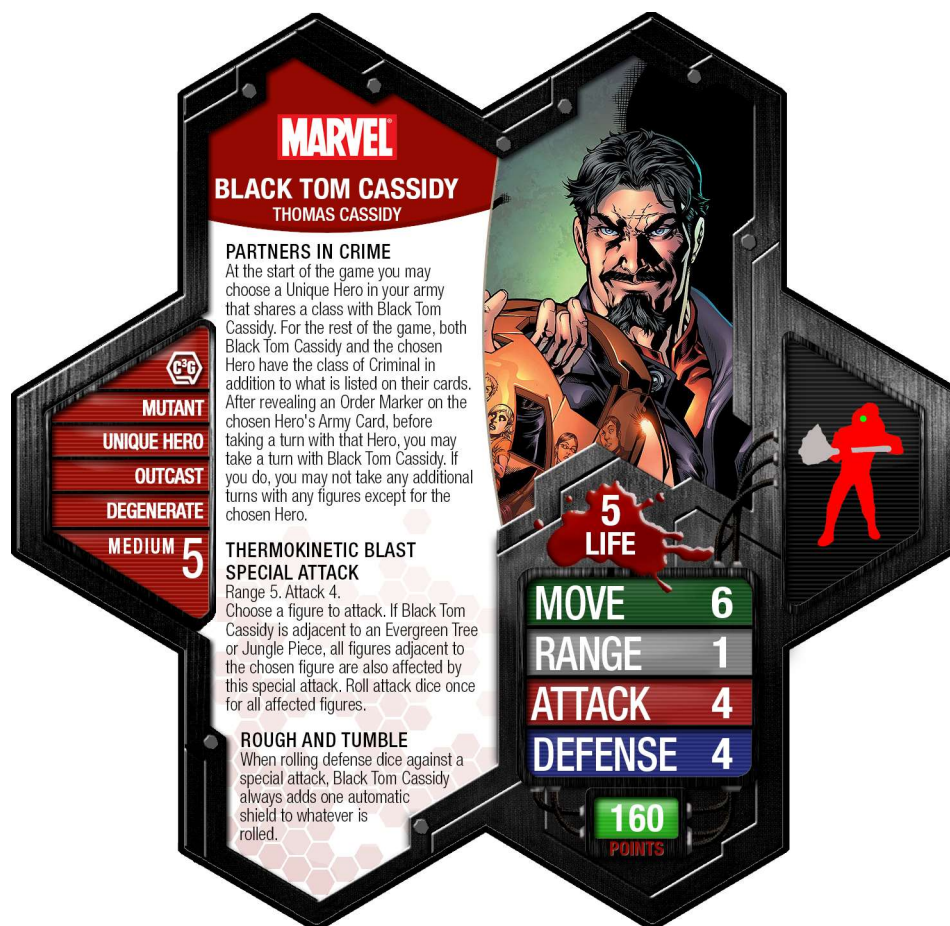 MARVEL
BLACK TOM CASSIDY
THOMAS CASSIDY
PARTNERS IN CRIME
At the start of the game you may
choose a Unique Hero in your army
that shares a class with Black Tom
Cassidy. For the rest of the game, both
Black Tom Cassidy and the chosen
Hero have the class of Criminal in
addition to what is listed on their cards.
After revealing an Order Marker on the
chosen Hero's Army Card, before
taking a turn with that Hero, you may
take a turn with Black Tom Cassidy. If
you do, you may not take any additional
turns with any figures except for the
chosen Hero.
THERMOKINETIC BLAST
SPECIAL ATTACK
Range 5. Attack 4.
Choose a figure to attack. If Black Tom
Cassidy is adjacent to an Evergreen Tree
or Jungle Piece, all figures adjacent to
the chosen figure are also affected by
this special attack. Roll attack dice once
for all affected figures.
ROUGH AND TUMBLE
When rolling defense dice against a
special attack, Black Tom Cassidy
always adds one automatic
shield to whatever is
rolled.
C3G
MUTANT
UNIQUE HERO
OUTCAST
DEGENERATE
MEDIUM 5
5
LIFE
MOVE 6
RANGE 1
ATTACK 4
DEFENSE 4
160
POINTS